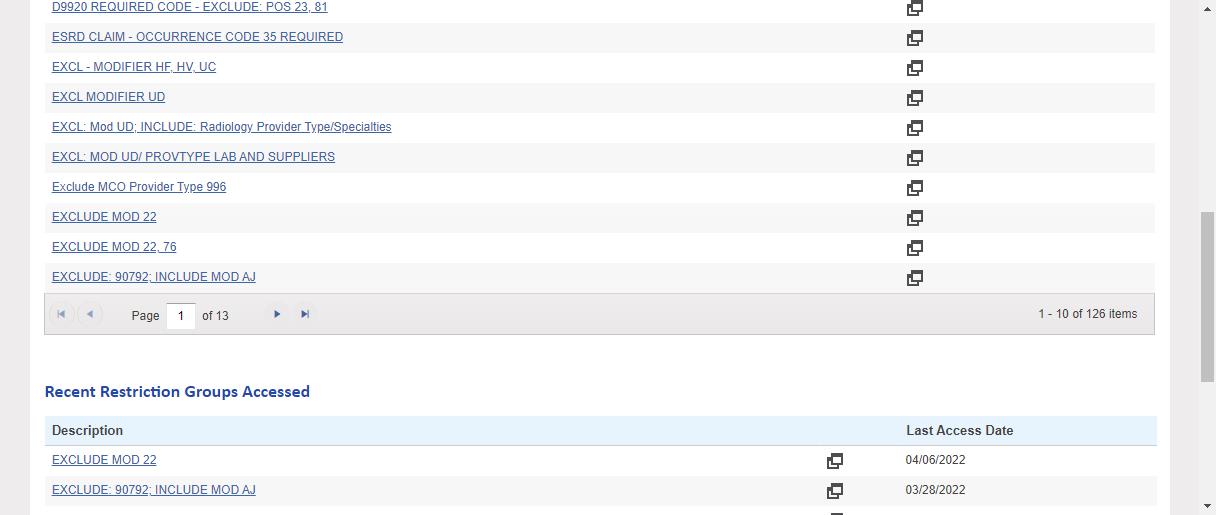 D9920 REQUIRED CODE - EXCLUDE: POS 23, 81
ESRD CLAIM - OCCURRENCE CODE 35 REQUIRED
EXCL - MODIFIER HF, HV, UC
EXCL MODIFIER UD
EXCL: Mod UD; INCLUDE: Radiology Provider Type/Specialties
EXCL: MOD UD/ PROVTYPE LAB AND SUPPLIERS
Exclude MCO Provider Type 996
EXCLUDE MOD 22
EXCLUDE MOD 22, 76
EXCLUDE: 90792; INCLUDE MOD AJ
Page 1 of 13 1 - 10 of 126 items
Recent Restriction Groups Accessed
Description Last Access Date
EXCLUDE MOD 22 04/06/2022
EXCLUDE: 90792; INCLUDE MOD AJ 03/28/2022